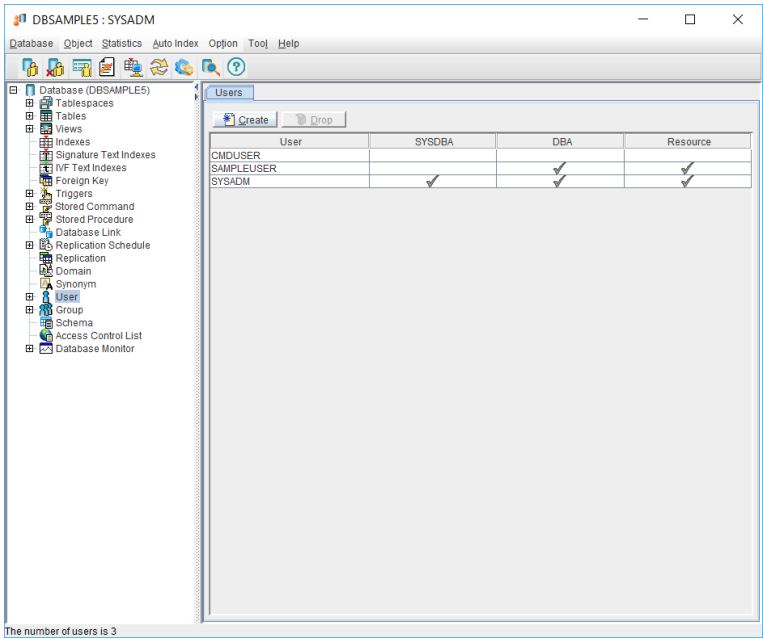 DBSAMPLE5 : SYSADM
Database Object Statistics Auto Index Option Tool Help
Database (DBSAMPLE5)
Tablespaces
Tables
Views
Indexes
Signature Text Indexes
IVF Text Indexes
Foreign Key
Triggers
Stored Command
Stored Procedure
Database Link
Replication Schedule
Replication
Domain
Synonym
User
Group
Schema
Access Control List
Database Monitor
Users
Create Drop
User SYSDBA DBA Resource
CMDUSER
SAMPLEUSER
SYSADM
The number of users is 3